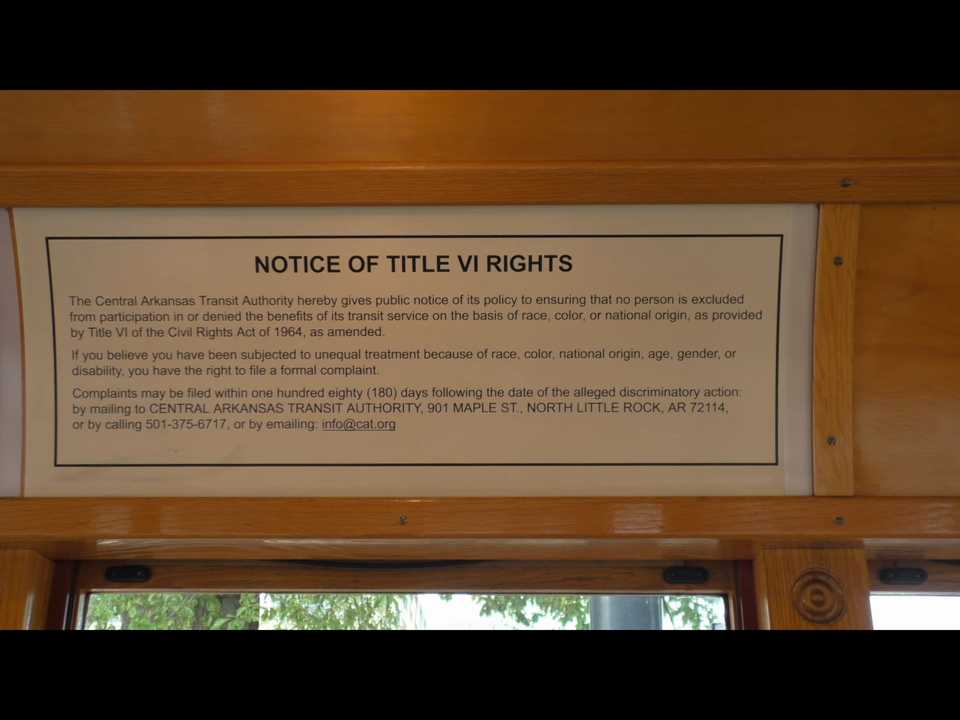 NOTICE OF TITLE VI RIGHTS
The Central Arkansas Transit Authority hereby gives public notice of its policy to ensuring that no person is excluded
from participation in or denied the benefits of its transit service on the basis of race, color, or national origin, as provided
by Title VI of the Civil Rights Act of 1964, as amended.
If you believe you have been subjected to unequal treatment because of race, color, national origin, age, gender, or
disability, you have the right to file a formal complaint.
Complaints may be filed within one hundred eighty (180) days following the date of the alleged discriminatory action:
by mailing to CENTRAL ARKANSAS TRANSIT AUTHORITY, 901 MAPLE ST., NORTH LITTLE ROCK, AR 72114,
or by calling 501-375-6717, or by emailing: info@cat.org